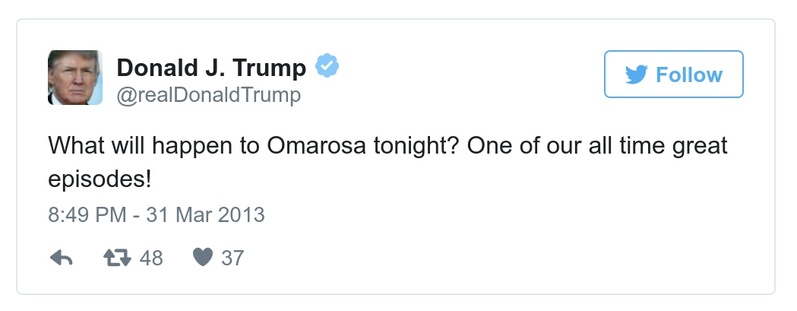 Donald J. Trump
@realDonaldTrump
Follow
What will happen to Omarosa tonight? One of our all time great
episodes!
8:49 PM - 31 Mar 2013
48 37